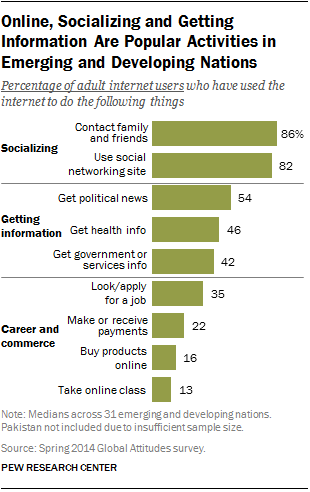 Online, Socializing and Getting
Information Are Popular Activities in
Emerging and Developing Nations
Percentage of adult internet users who have used the
internet to do the following things
Socializing
Contact family
and friends
86%
Use social
networking site
82
Getting
information
Get political news
54
Get health info
46
Get government or
services info
42
Career and
commerce
Look/apply
for a job
35
Make or receive
payments
22
Buy products
online
16
Take online class
13
Note: Medians across 31 emerging and developing nations.
Pakistan not included due to insufficient sample size.
Source: Spring 2014 Global Attitudes survey.
PEW RESEARCH CENTER